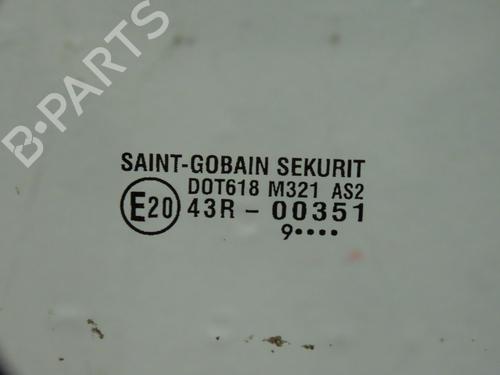 B-PARTS
SAINT-GOBAIN SEKURIT
DOT618 M321 AS2
E20 43R - 00351
9••••